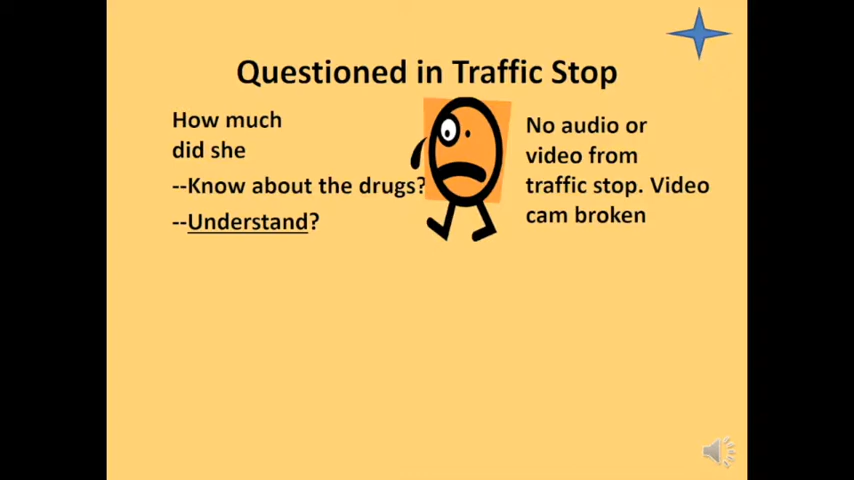 Questioned in Traffic Stop
How much
did she
--Know about the drugs?
--Understand?
No audio or
video from
traffic stop. Video
cam broken